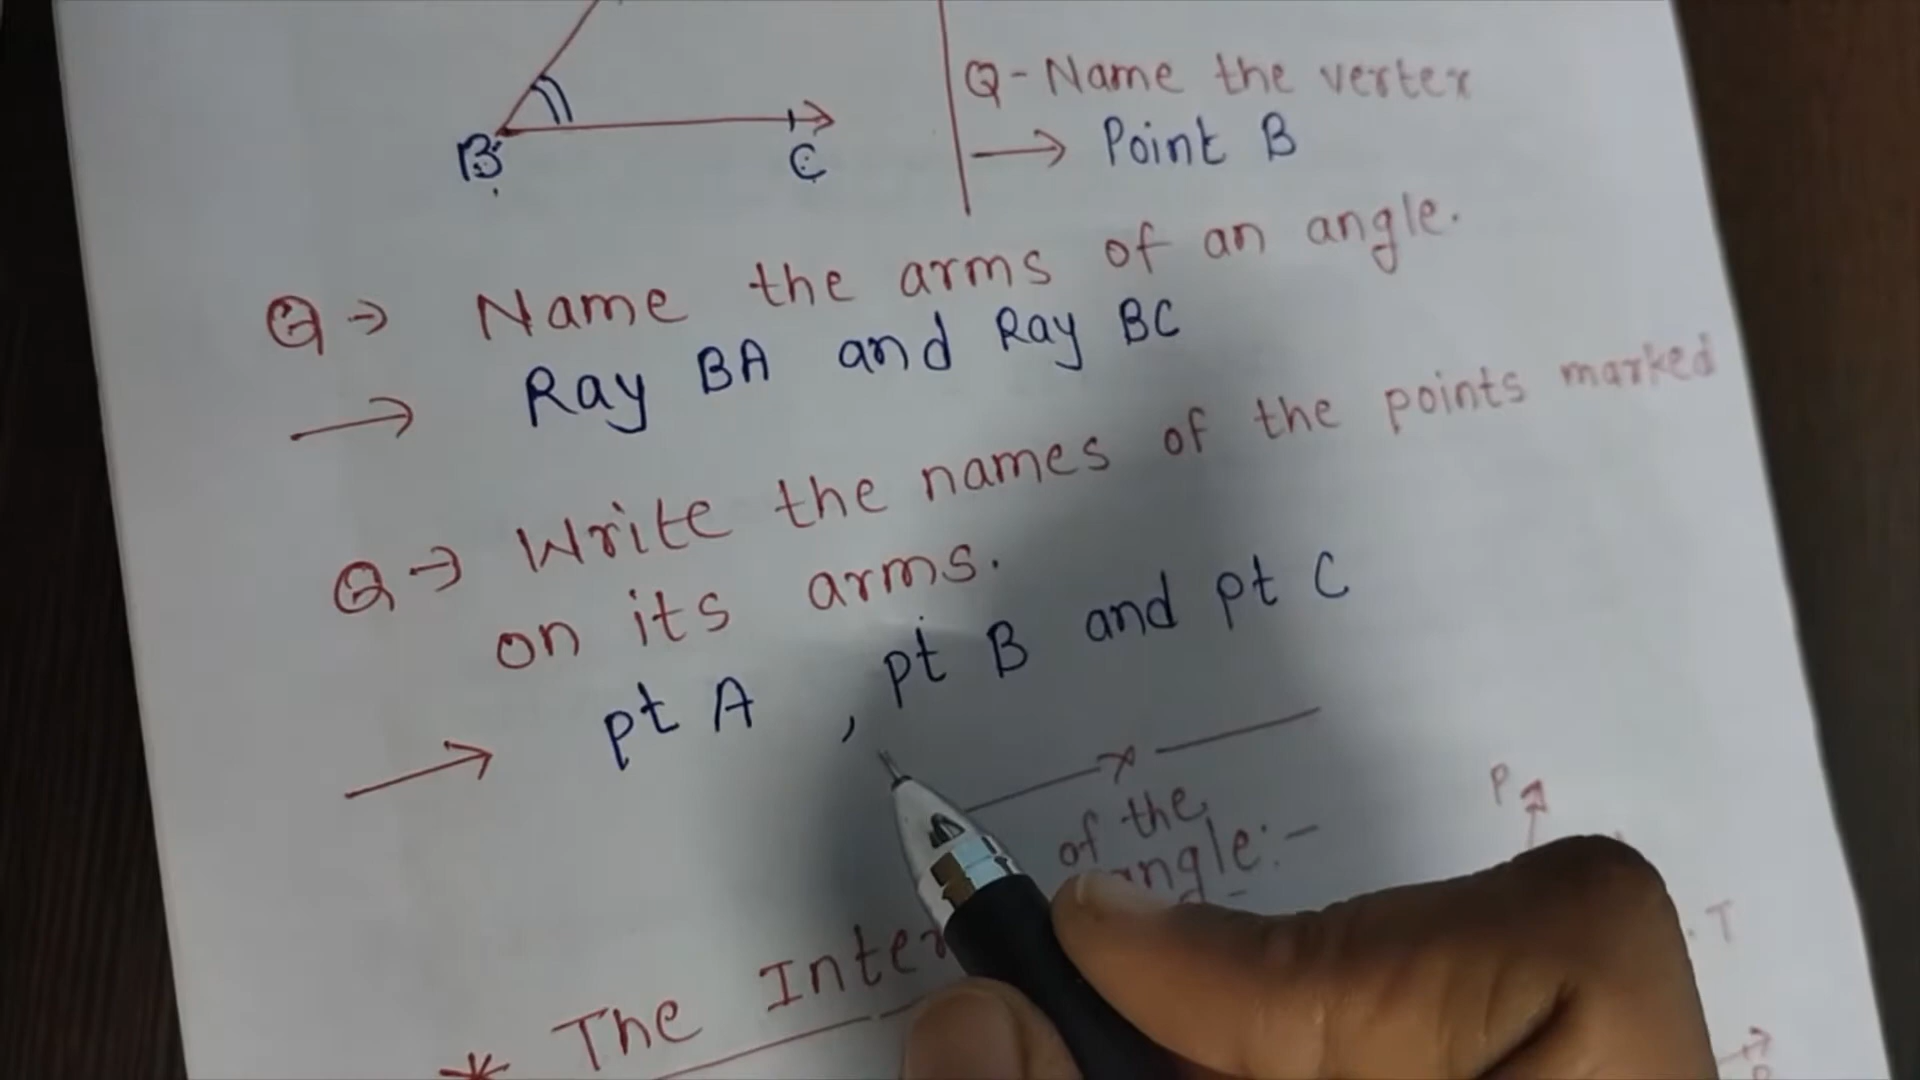 Q - Name the vertex
→ Point B
B
C
Q → Name the arms of an angle.
→ Ray BA and Ray BC
Q → Write the names of the points marked
on its arms.
→ pt A , pt B and pt C
x
of the
P
angle:-
T
* The